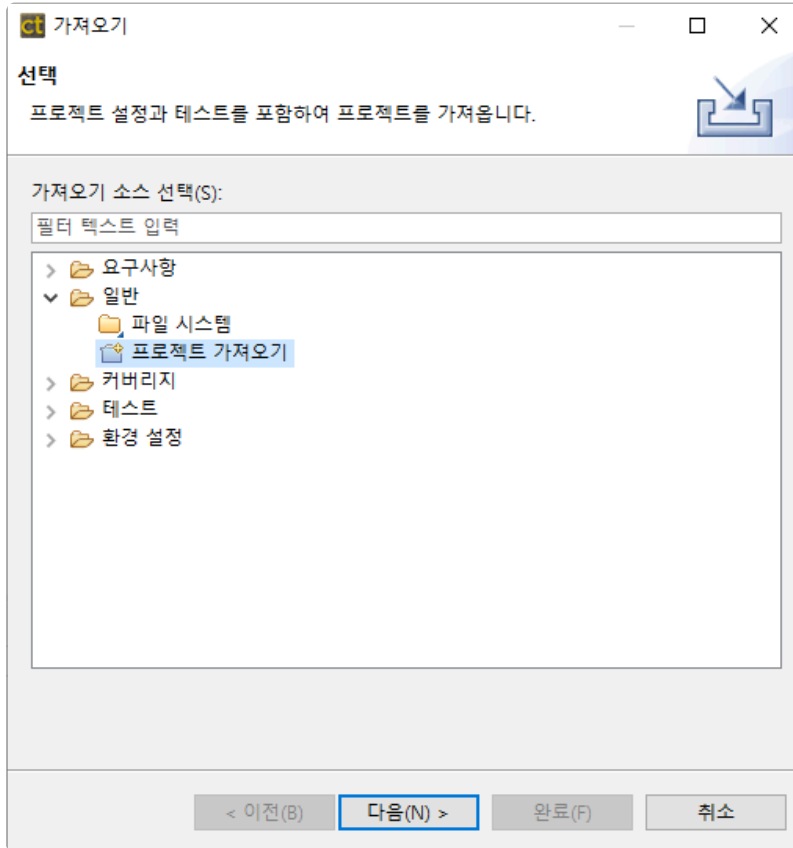 ct 가져오기
선택
프로젝트 설정과 테스트를 포함하여 프로젝트를 가져옵니다.
가져오기 소스 선택(S):
필터 텍스트 입력
요구사항
일반
파일 시스템
프로젝트 가져오기
커버리지
테스트
환경 설정
< 이전(B) 다음(N) > 완료(F) 취소